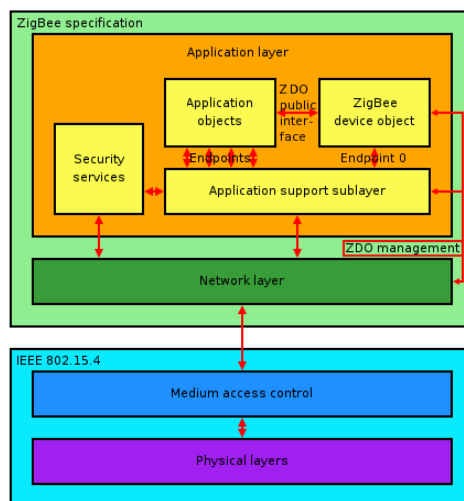 ZigBee specification
Application layer
Application
objects
ZDO
public
inter-
face
ZigBee
device object
Security
services
Endpoints
Endpoint 0
Application support sublayer
ZDO management
Network layer
IEEE 802.15.4
Medium access control
Physical layers